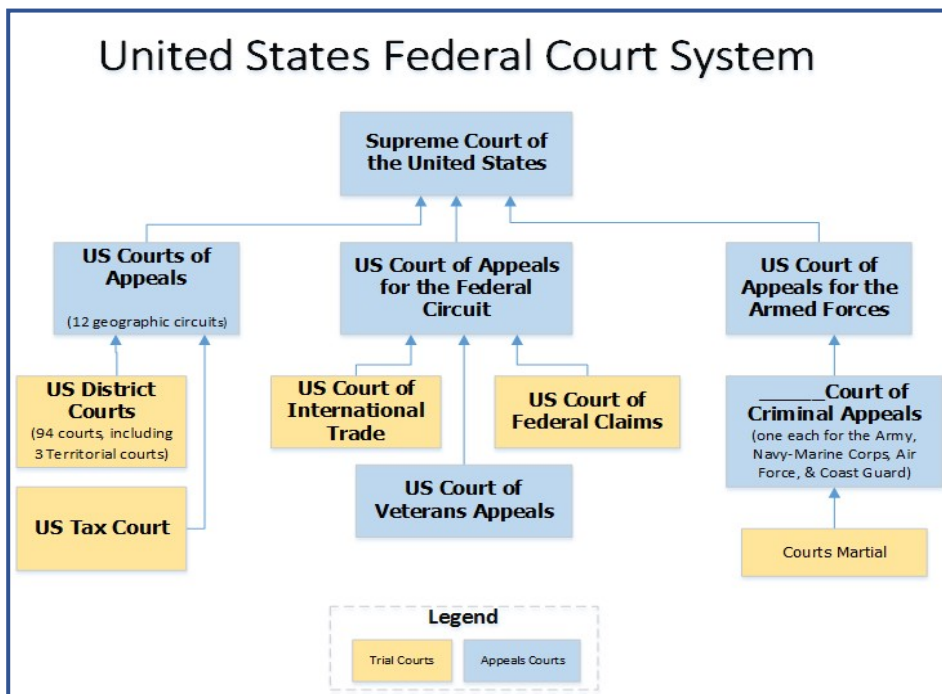 United States Federal Court System
Supreme Court of
the United States
US Courts of
Appeals
(12 geographic circuits)
US Court of Appeals
for the Federal
Circuit
US Court of
Appeals for the
Armed Forces
US District
Courts
(94 courts, including
3 Territorial courts)
US Court of
International
Trade
US Court of
Federal Claims
______Court of
Criminal Appeals
(one each for the Army,
Navy-Marine Corps, Air
Force, & Coast Guard)
US Tax Court
US Court of
Veterans Appeals
Courts Martial
Legend
Trial Courts
Appeals Courts